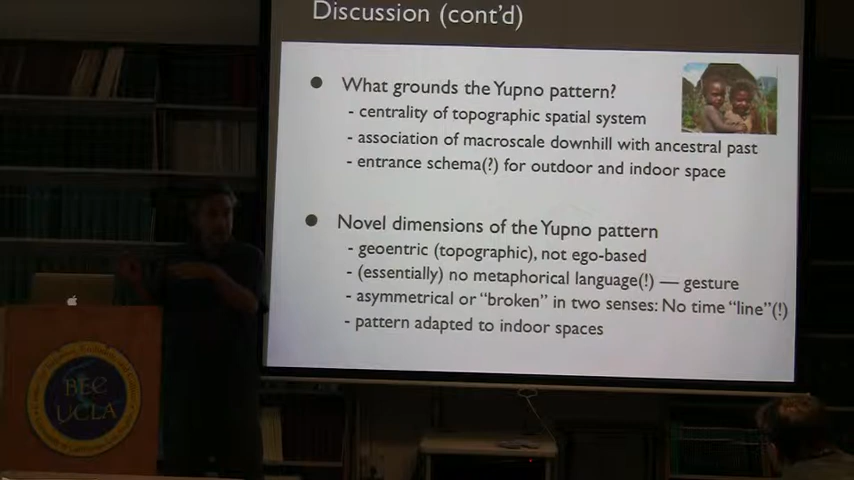 Discussion (cont'd)
● What grounds the Yupno pattern?
- centrality of topographic spatial system
- association of macroscale downhill with ancestral past
- entrance schema(?) for outdoor and indoor space
● Novel dimensions of the Yupno pattern
- geoentric (topographic), not ego-based
- (essentially) no metaphorical language(!) — gesture
- asymmetrical or "broken" in two senses: No time "line"(!)
- pattern adapted to indoor spaces
BEC
UCLA